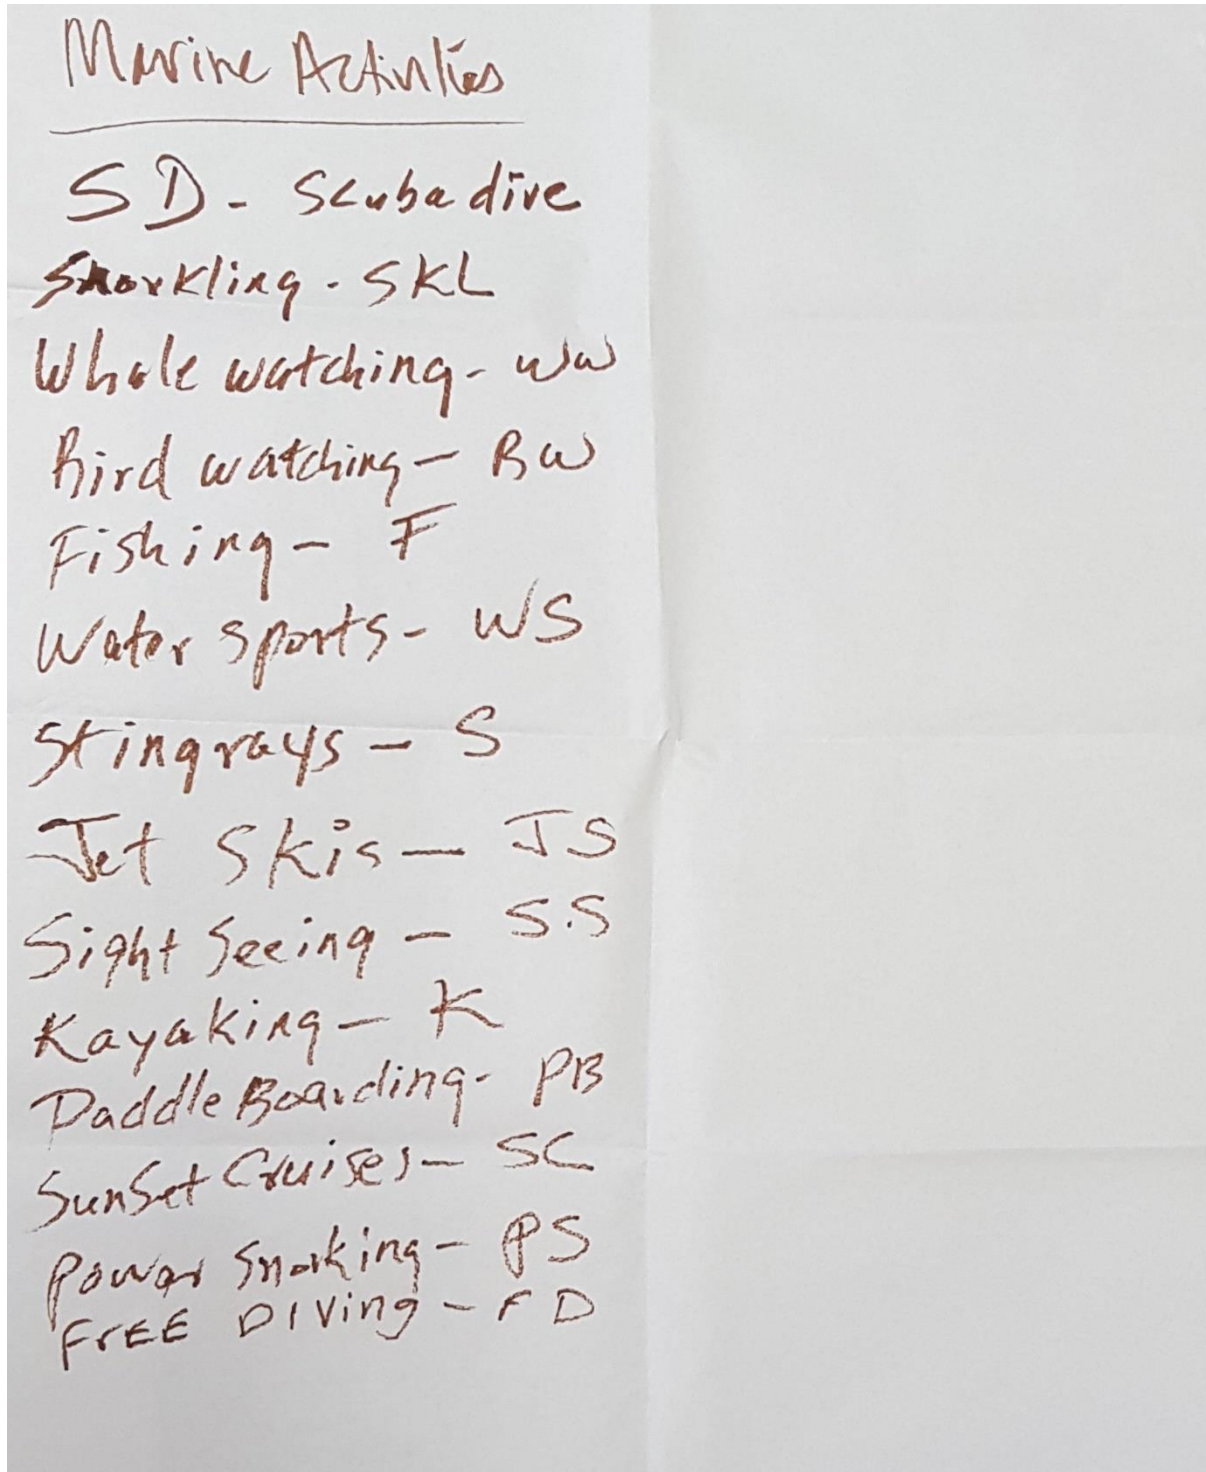 Marine Activities
SD - Scuba dive
Snorkling - SKL
Whale watching - WW
Bird watching - BW
Fishing - F
Water sports - WS
Stingrays - S
Jet Skis - JS
Sight Seeing - S.S
Kayaking - K
Paddle Boarding - PB
SunSet Cruises - SC
Power Snorking - PS
FrEE DIVing - FD